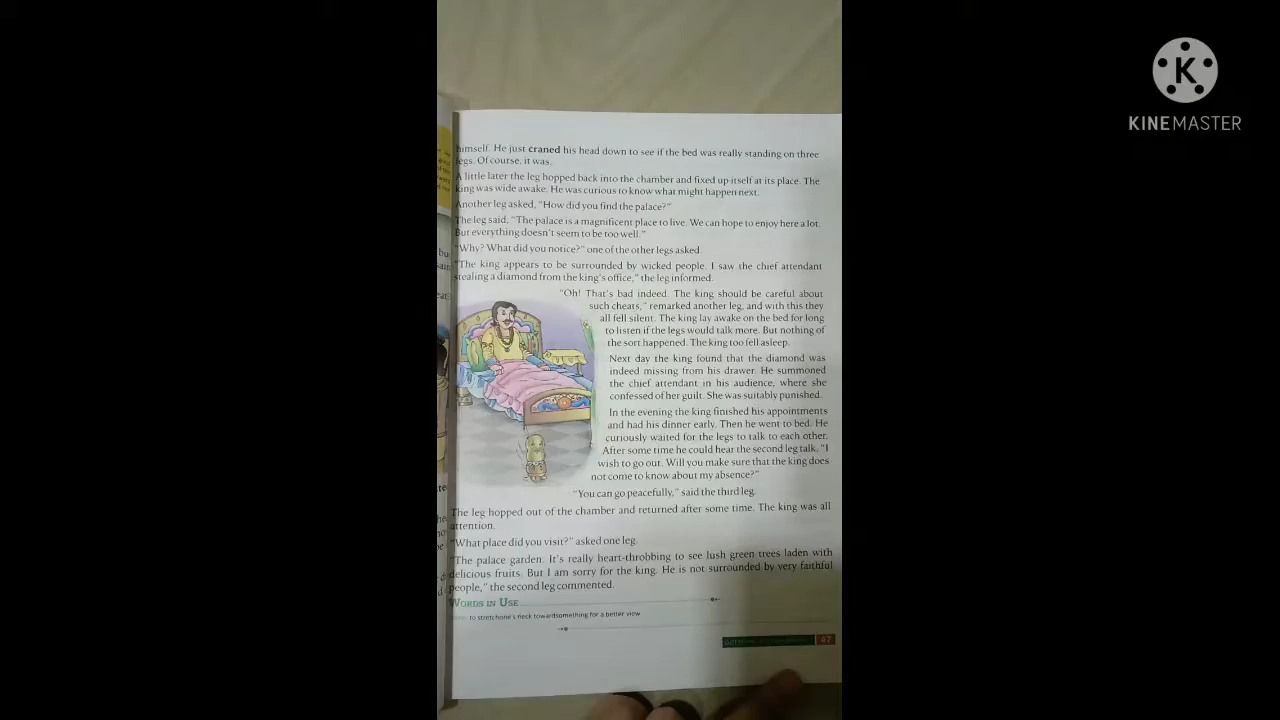 himself. He just craned his head down to see if the bed was really standing on three
legs. Of course, it was.
A little later the leg hopped back into the chamber and fixed up itself at its place. The
king was wide awake. He was curious to know what might happen next.
Another leg asked, "How did you find the palace?"
The leg said, "The palace is a magnificent place to live. We can hope to enjoy here a lot.
But everything doesn't seem to be too well."
"Why? What did you notice?" one of the other legs asked.
"The king appears to be surrounded by wicked people. I saw the chief attendant
stealing a diamond from the king's office," the leg informed.
"Oh! That's bad indeed. The king should be careful about
such cheats," remarked another leg, and with this they
all fell silent. The king lay awake on the bed for long
to listen if the legs would talk more. But nothing of
the sort happened. The king too fell asleep.
Next day the king found that the diamond was
indeed missing from his drawer. He summoned
the chief attendant in his audience, where she
confessed of her guilt. She was suitably punished.
In the evening the king finished his appointments
and had his dinner early. Then he went to bed. He
curiously waited for the legs to talk to each other.
After some time he could hear the second leg talk, "I
wish to go out. Will you make sure that the king does
not come to know about my absence?"
"You can go peacefully," said the third leg.
The leg hopped out of the chamber and returned after some time. The king was all
attention.
"What place did you visit?" asked one leg.
"The palace garden. It's really heart-throbbing to see lush green trees laden with
delicious fruits. But I am sorry for the king. He is not surrounded by very faithful
people," the second leg commented.
WORDS IN USE
to stretch one's neck towards something for a better view
47
K
KINEMASTER